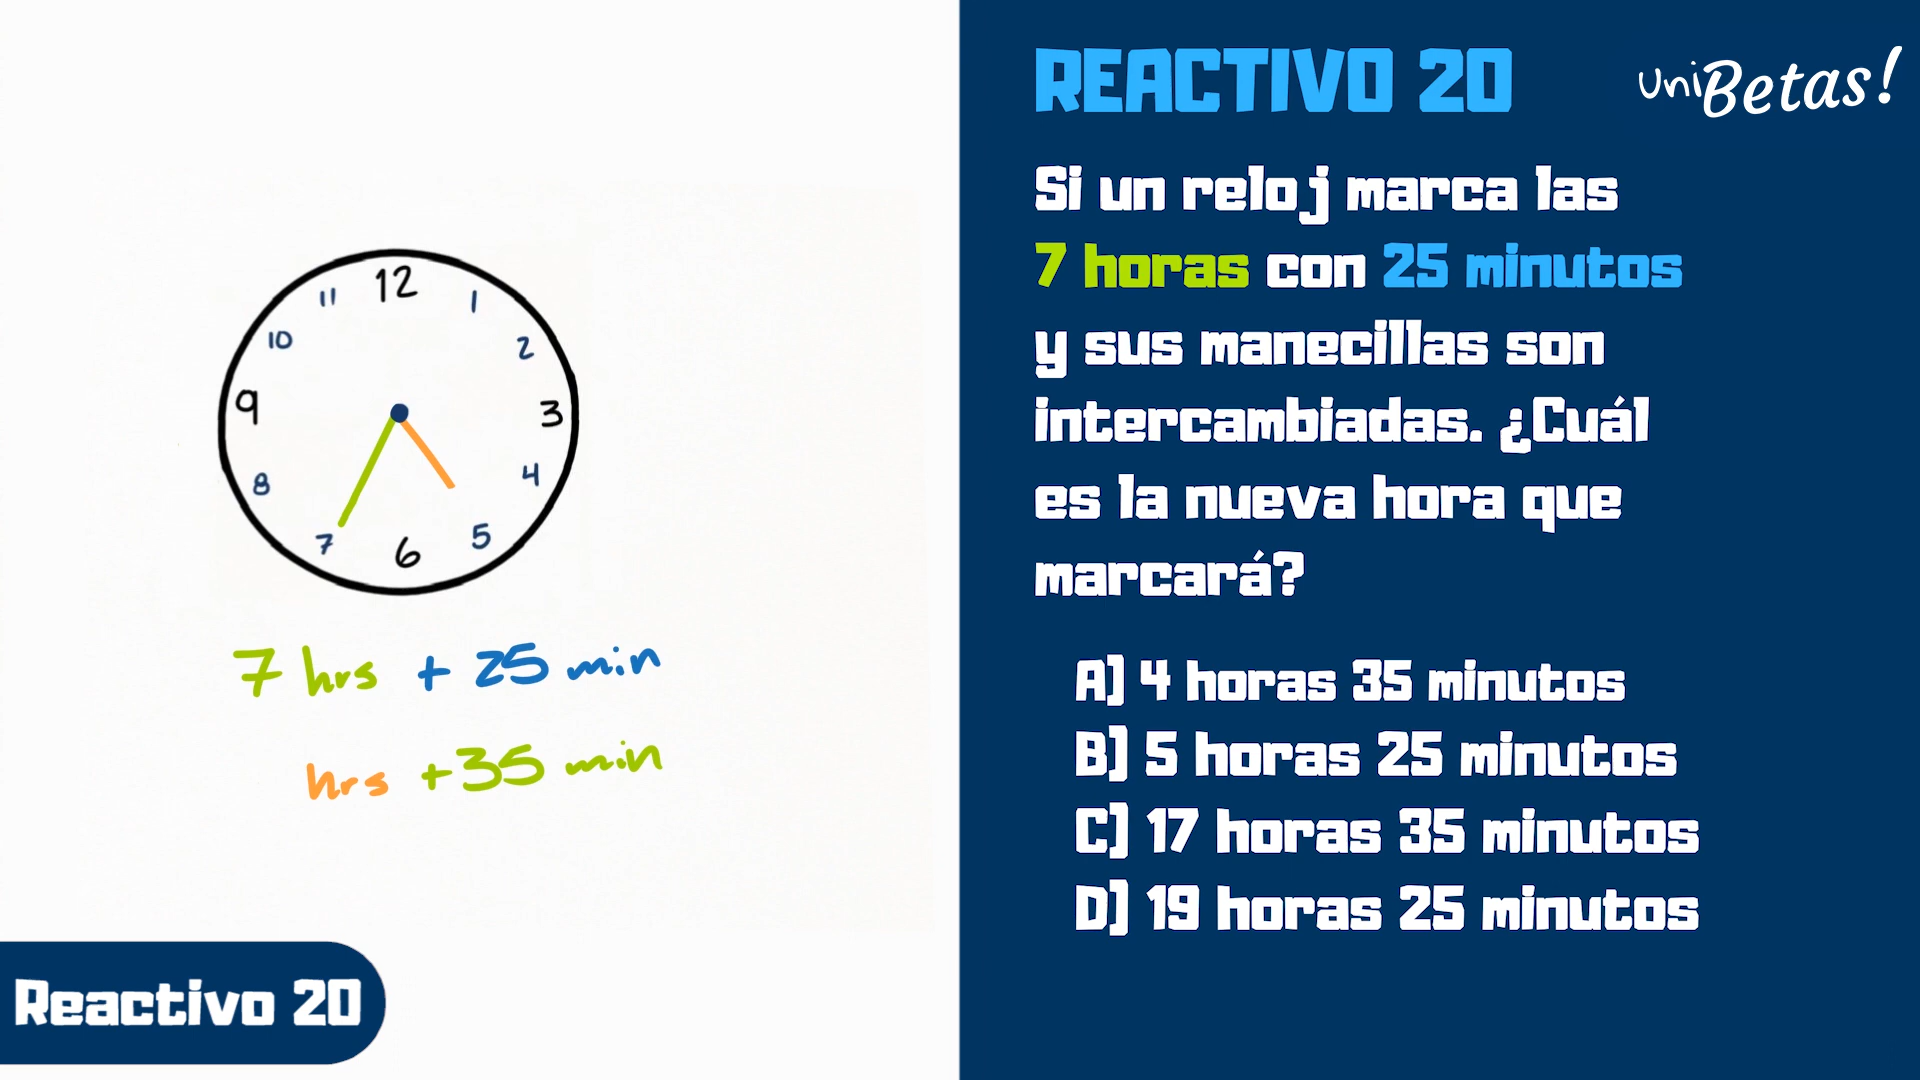 12
11
1
10
2
9
3
8
4
7
6
5
7 hrs + 25 min
hrs +35 min
Reactivo 20
REACTIVO 20
uniBetas!
Si un reloj marca las
7 horas con 25 minutos
y sus manecillas son
intercambiadas. ¿Cuál
es la nueva hora que
marcará?
A) 4 horas 35 minutos
B) 5 horas 25 minutos
C) 17 horas 35 minutos
D) 19 horas 25 minutos